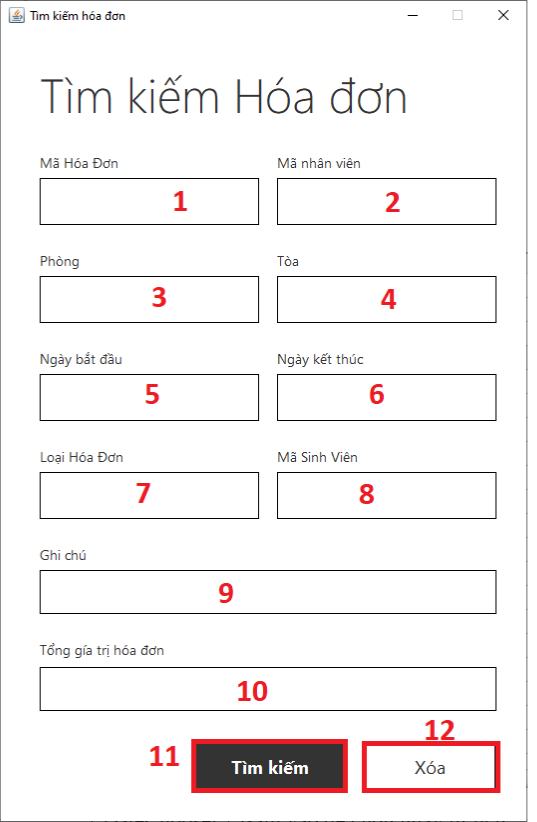 Tìm kiếm hóa đơn
Tìm kiếm Hóa đơn
Mã Hóa Đơn
Mã nhân viên
1
2
Phòng
Tòa
3
4
Ngày bắt đầu
Ngày kết thúc
5
6
Loại Hóa Đơn
Mã Sinh Viên
7
8
Ghi chú
9
Tổng gía trị hóa đơn
10
12
11
Tìm kiếm
Xóa